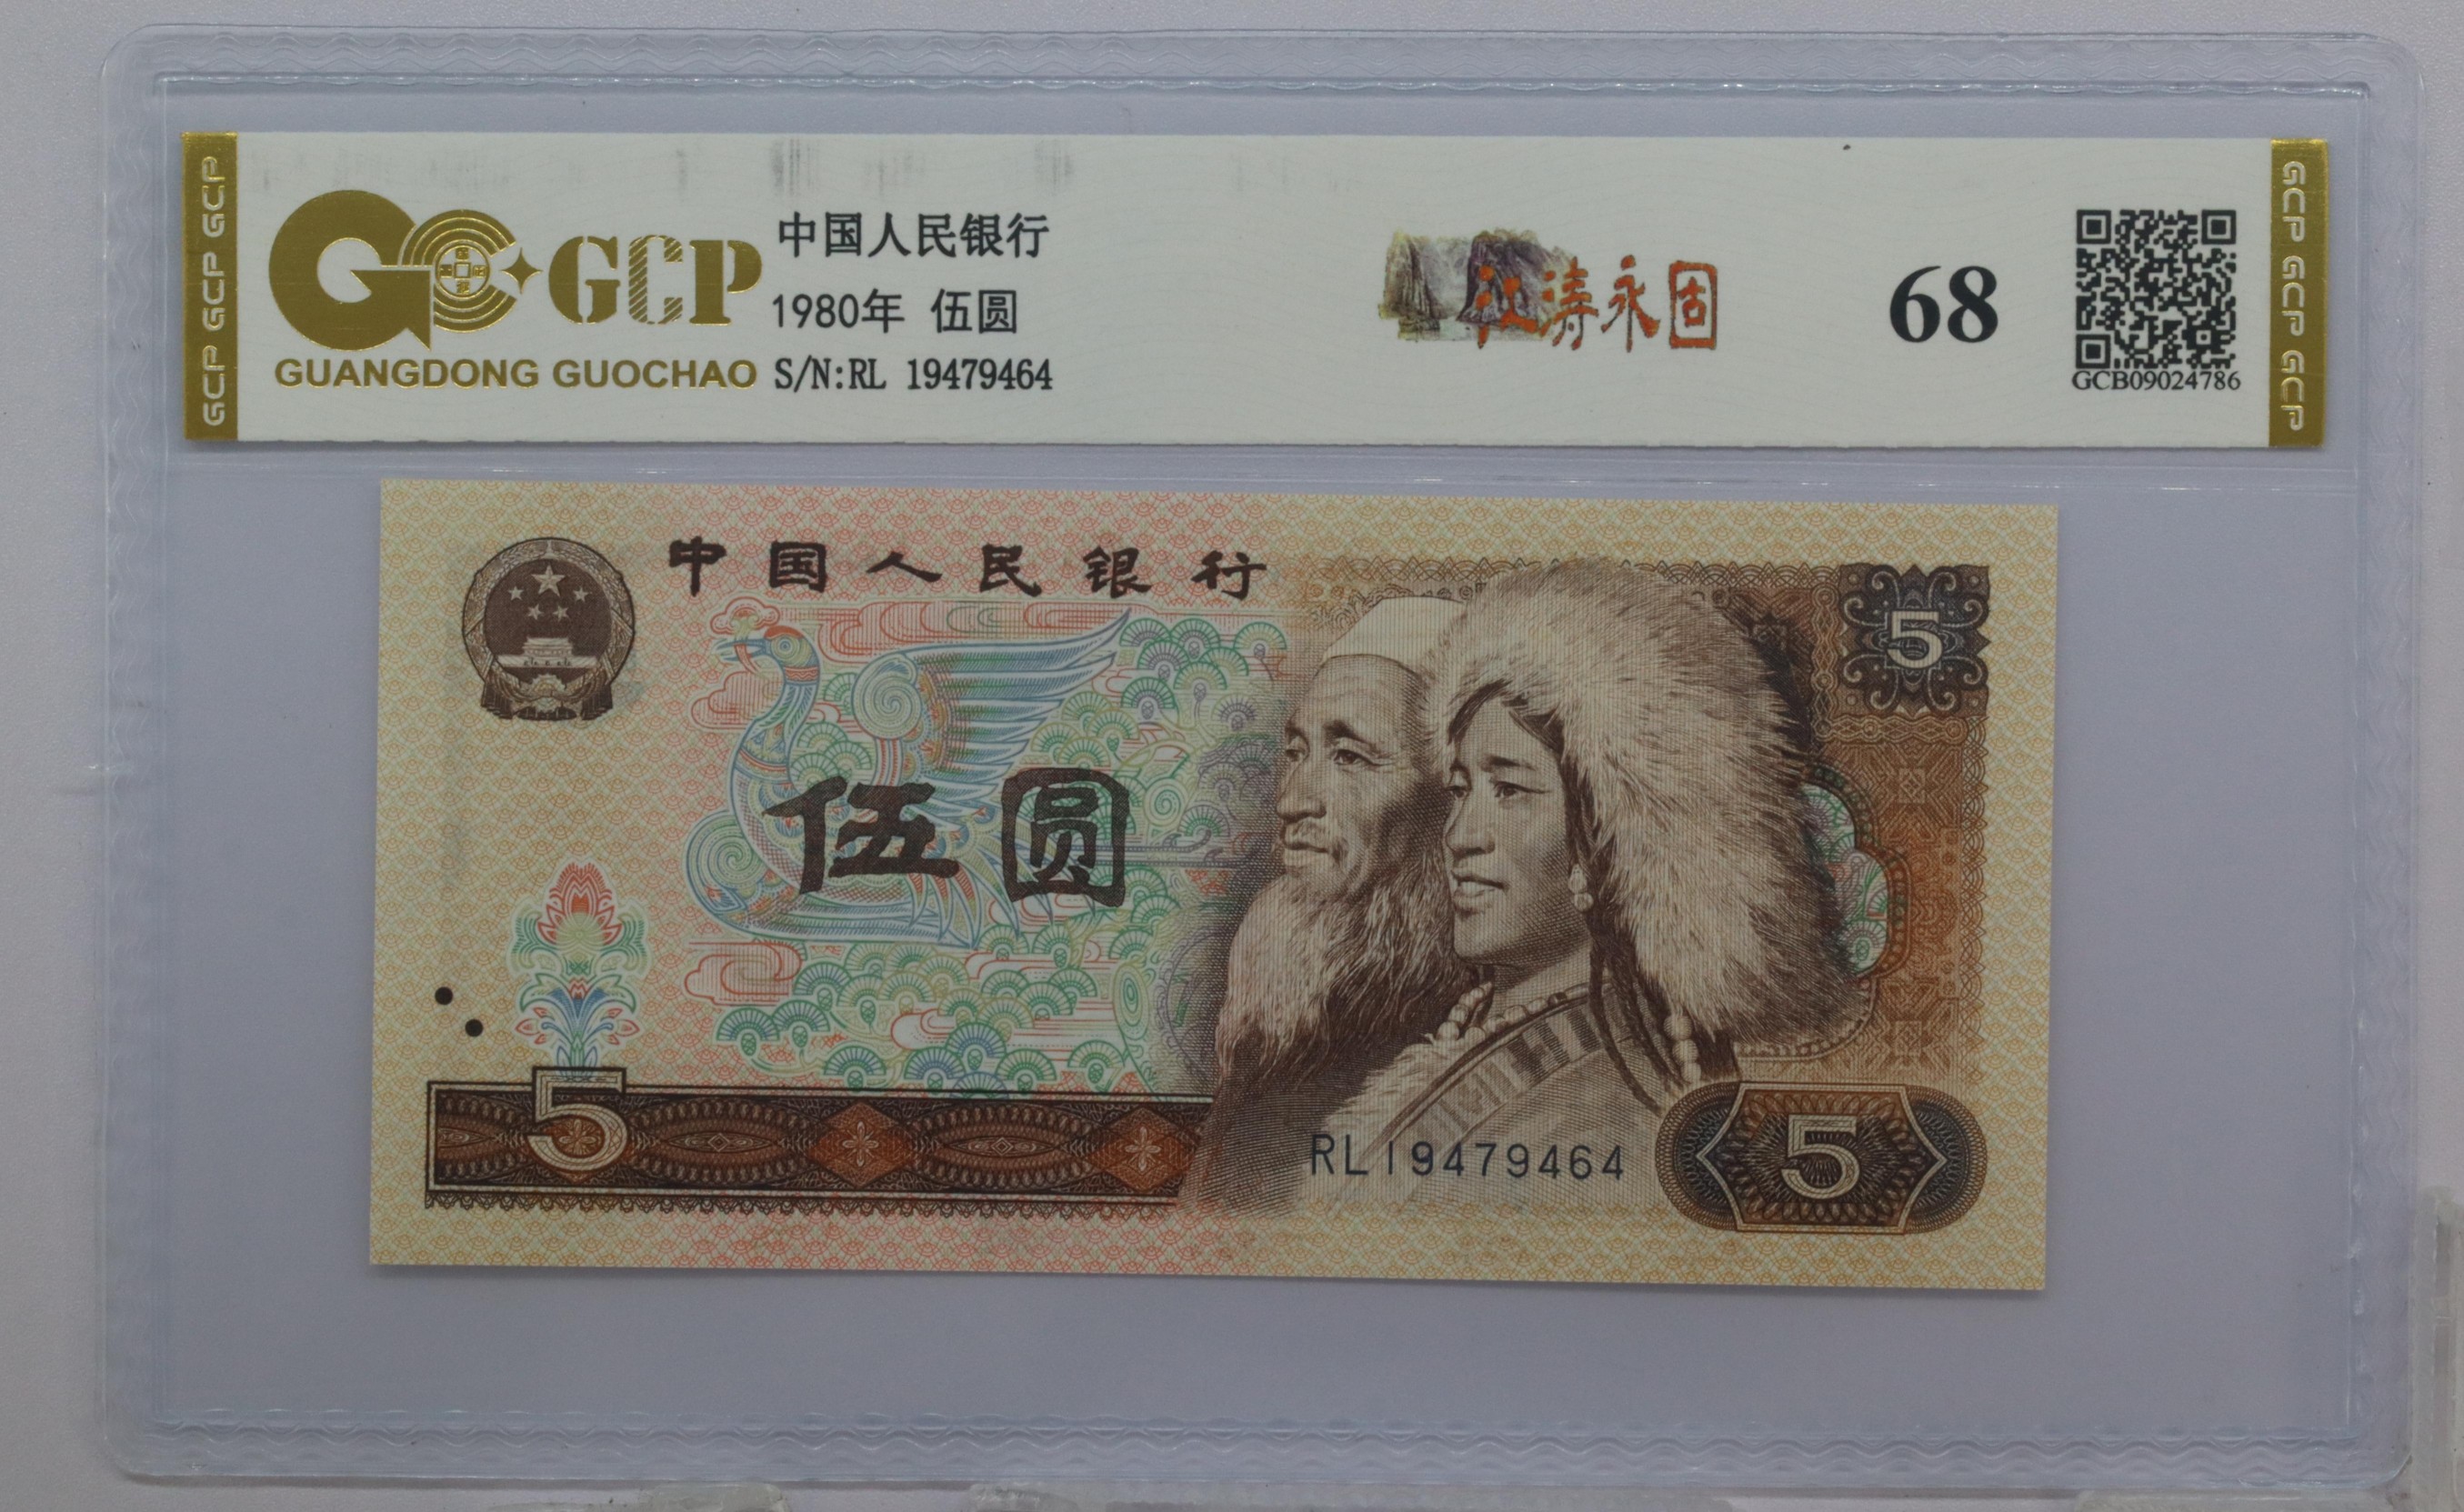 GCP GCP GCP
GCP
GUANGDONG GUOCHAO
中国人民银行
1980年 伍圆
S/N:RL 19479464
江涛永固
68
GCB09024786
GCP GCP GCP
中国人民银行
5
伍圆
5
RL19479464
5